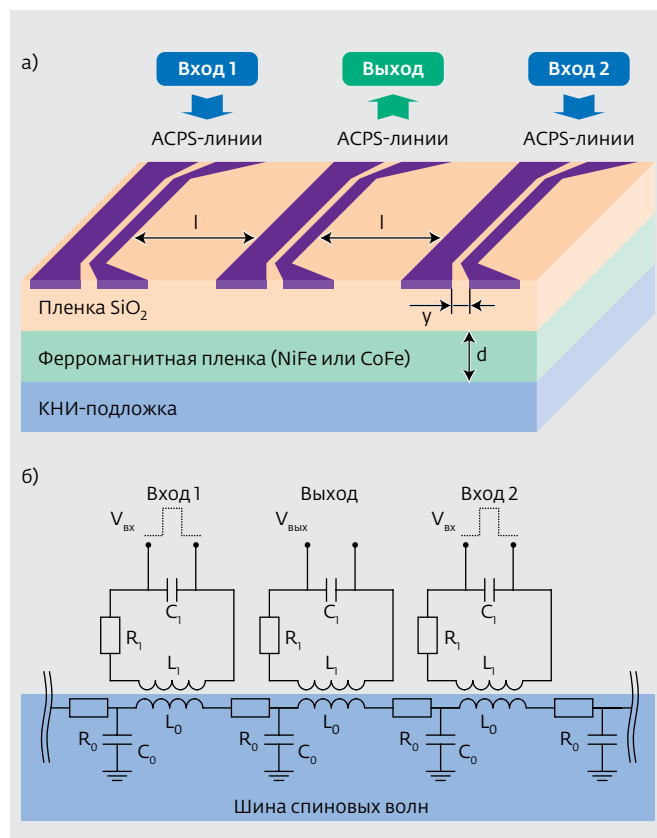 а)
Вход 1 Выход Вход 2
ACPS-линии ACPS-линии ACPS-линии
l l
Пленка SiO₂
y
Ферромагнитная пленка (NiFe или CoFe) d
КНИ-подложка
б)
Вход 1 Выход Вход 2
Vвх Vвых Vвх
C₁ C₁ C₁
R₁ R₁ R₁
L₁ L₁ L₁
L₀ L₀ L₀
R₀ C₀ R₀ C₀ R₀ C₀ R₀ C₀
Шина спиновых волн